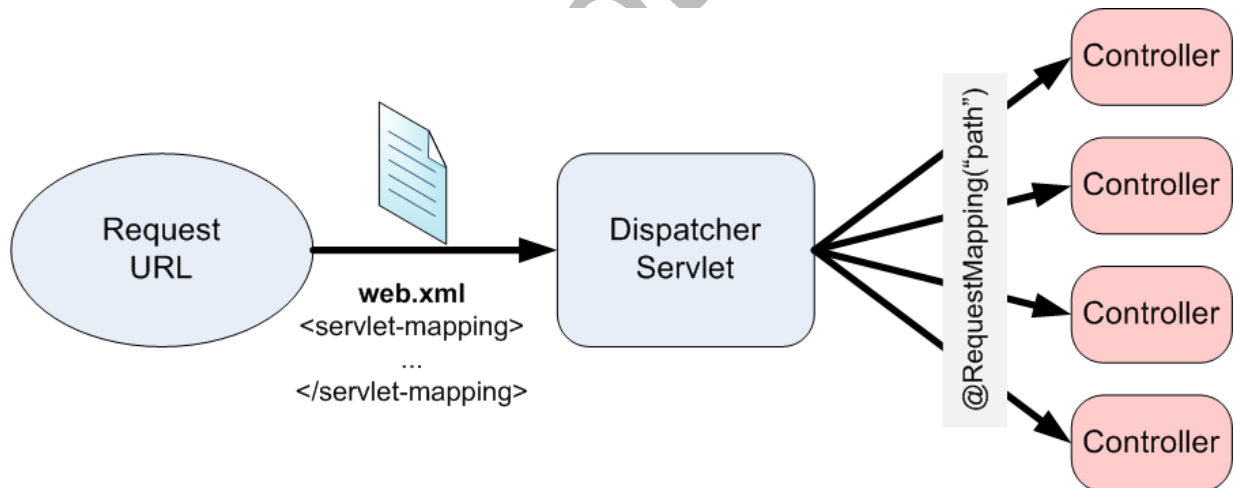 Request
URL
web.xml
<servlet-mapping>
...
</servlet-mapping>
Dispatcher
Servlet
@RequestMapping(“path”)
Controller
Controller
Controller
Controller